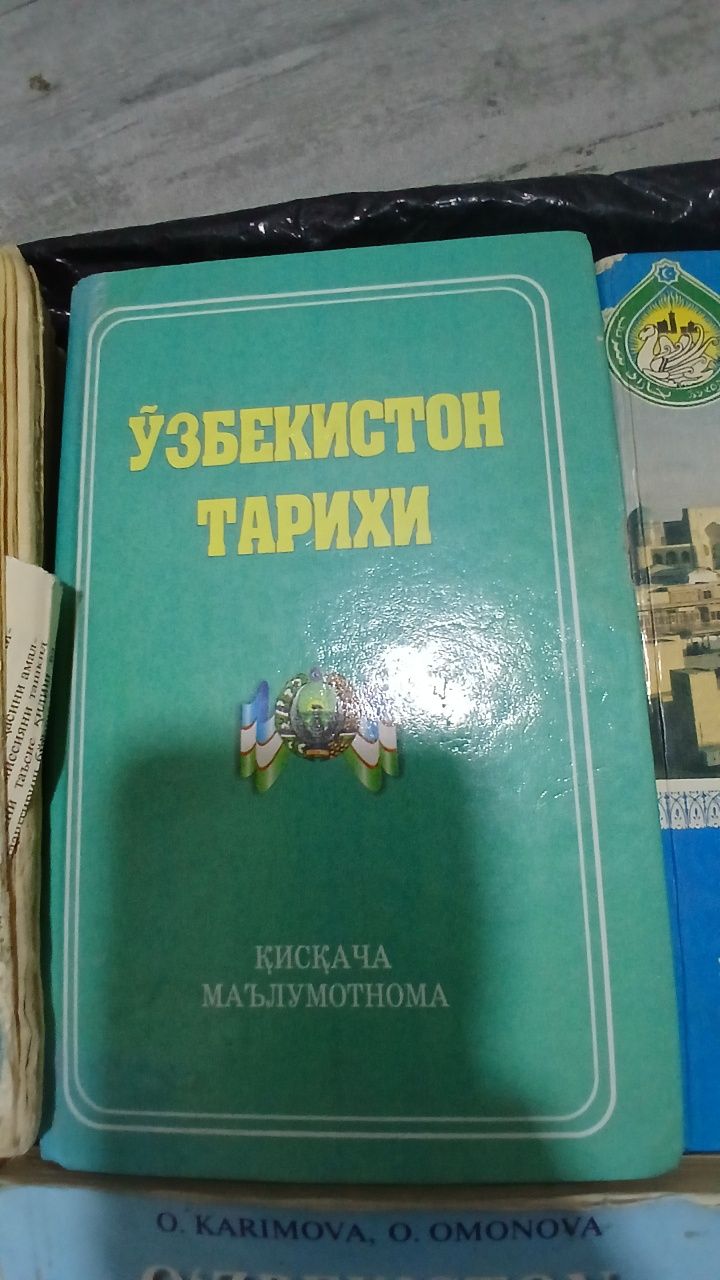 ЎЗБЕКИСТОН
ТАРИХИ
ҚИСҚАЧА
МАЪЛУМОТНОМА
O. KARIMOVA, O. OMONOVA